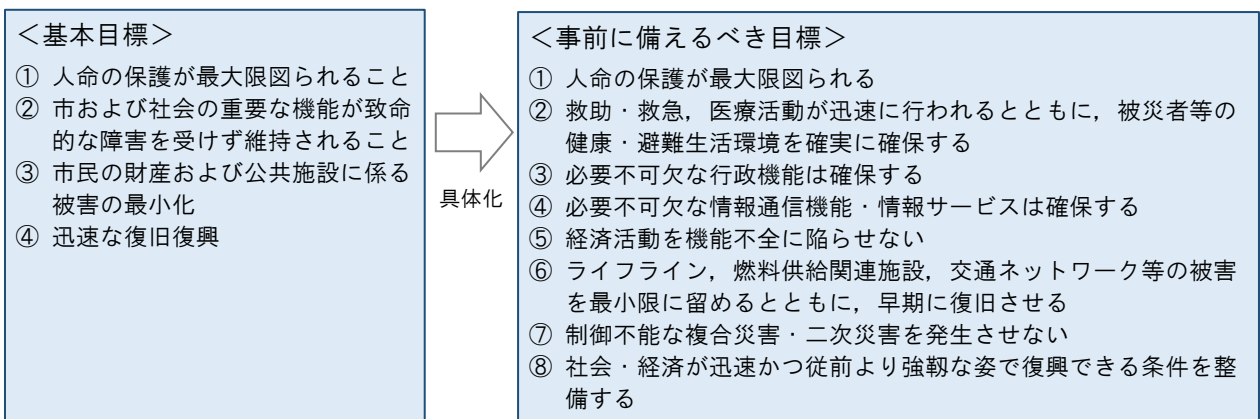 ＜基本目標＞
① 人命の保護が最大限図られること
② 市および社会の重要な機能が致命
的な障害を受けず維持されること
③ 市民の財産および公共施設に係る
被害の最小化
④ 迅速な復旧復興
具体化
＜事前に備えるべき目標＞
① 人命の保護が最大限図られる
② 救助・救急，医療活動が迅速に行われるとともに，被災者等の
健康・避難生活環境を確実に確保する
③ 必要不可欠な行政機能は確保する
④ 必要不可欠な情報通信機能・情報サービスは確保する
⑤ 経済活動を機能不全に陥らせない
⑥ ライフライン，燃料供給関連施設，交通ネットワーク等の被害
を最小限に留めるとともに，早期に復旧させる
⑦ 制御不能な複合災害・二次災害を発生させない
⑧ 社会・経済が迅速かつ従前より強靱な姿で復興できる条件を整
備する